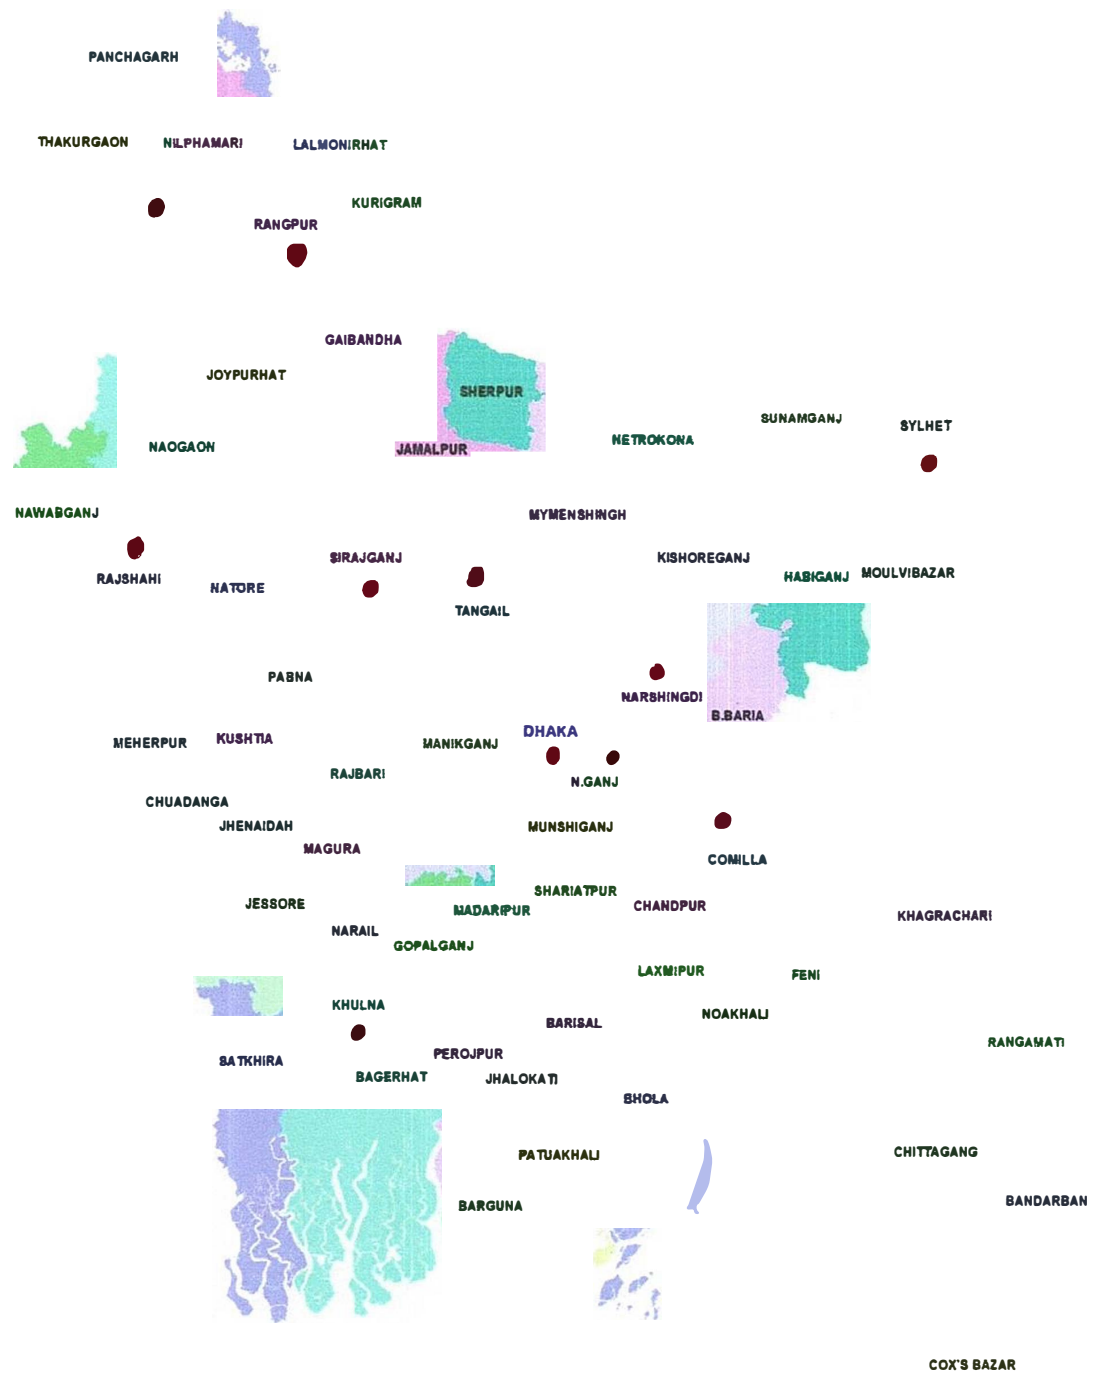 PANCHAGARH
THAKURGAON
NILPHAMARI
LALMONIRHAT
KURIGRAM
RANGPUR
GAIBANDHA
JOYPURHAT
SHERPUR
SUNAMGANJ
SYLHET
NETROKONA
NAOGAON
JAMALPUR
NAWABGANJ
MYMENSHINGH
SIRAJGANJ
KISHOREGANJ
HABIGANJ
MOULVIBAZAR
RAJSHAHI
NATORE
TANGAIL
PABNA
NARSHINGDI
B.BARIA
DHAKA
MEHERPUR
KUSHTIA
MANIKGANJ
RAJBARI
N.GANJ
CHUADANGA
JHENAIDAH
MUNSHIGANJ
MAGURA
COMILLA
SHARIATPUR
JESSORE
MADARIPUR
CHANDPUR
KHAGRACHARI
NARAIL
GOPALGANJ
LAXMIPUR
FENI
KHULNA
NOAKHALI
BARISAL
RANGAMATI
SATKHIRA
PEROJPUR
BAGERHAT
JHALOKATI
BHOLA
PATUAKHALI
CHITTAGANG
BARGUNA
BANDARBAN
COX'S BAZAR